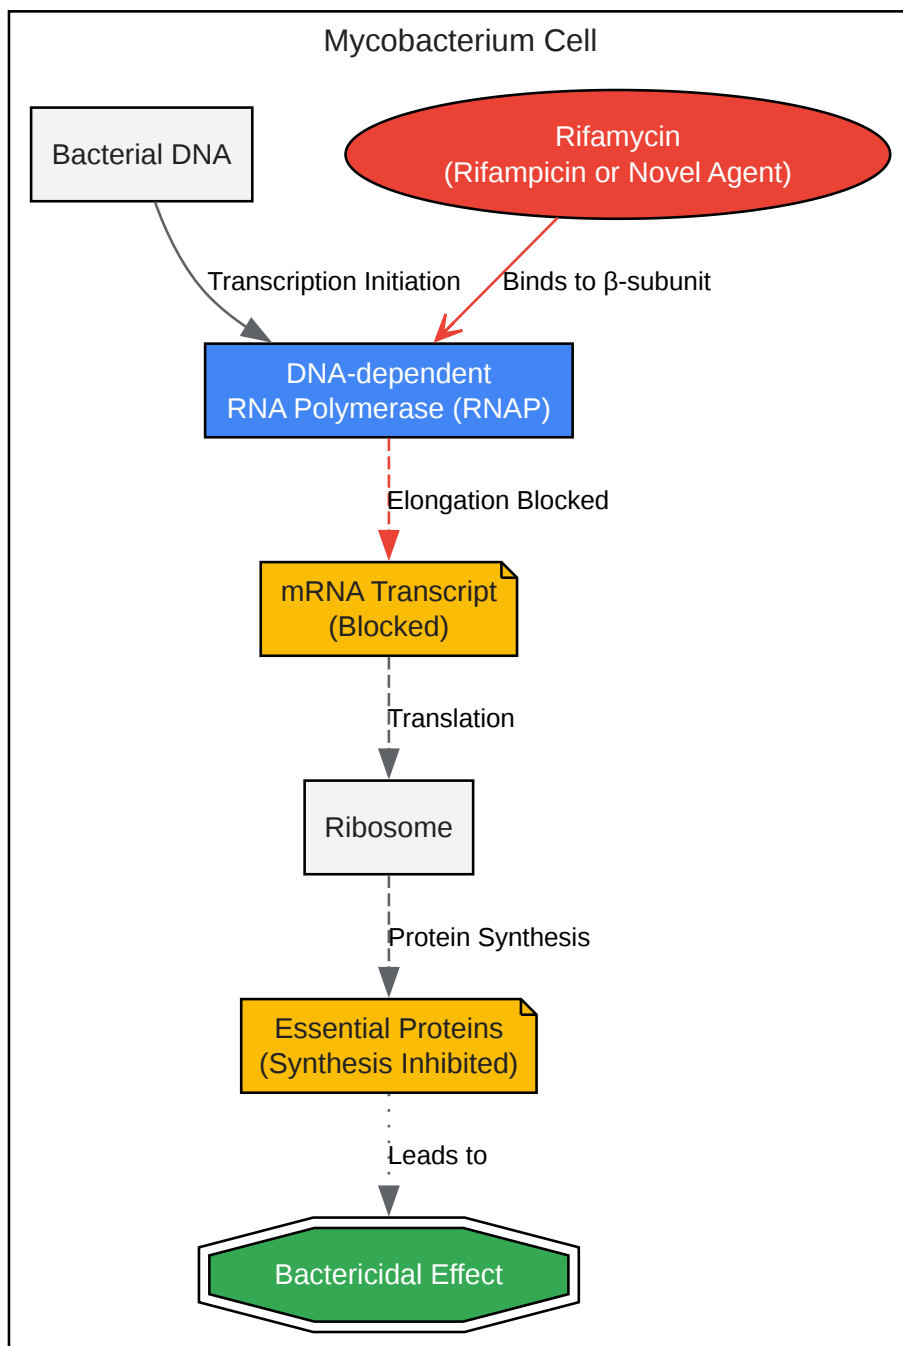 Mycobacterium Cell
Bacterial DNA
Rifamycin
(Rifampicin or Novel Agent)
Transcription Initiation
Binds to β-subunit
DNA-dependent
RNA Polymerase (RNAP)
Elongation Blocked
mRNA Transcript
(Blocked)
Translation
Ribosome
Protein Synthesis
Essential Proteins
(Synthesis Inhibited)
Leads to
Bactericidal Effect